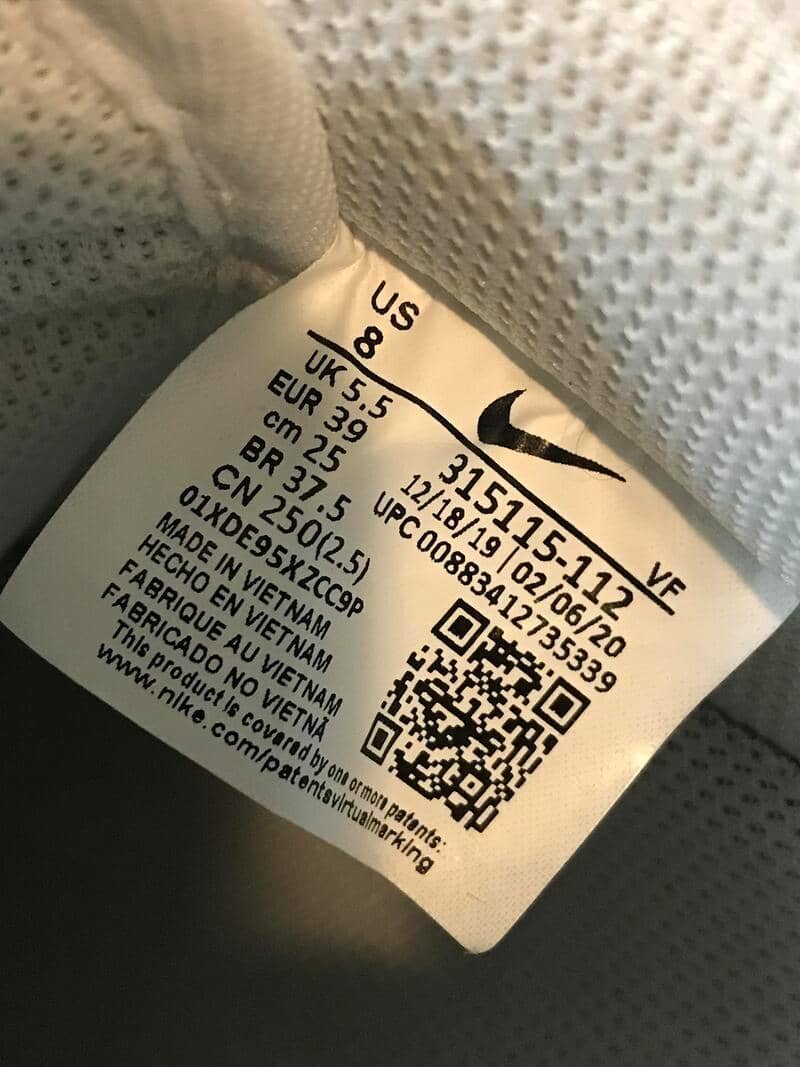 US
8
UK 5.5
EUR 39
cm 25
BR 37.5
CN 250(2.5)
01XDE95XZCC9P
MADE IN VIETNAM
HECHO EN VIETNAM
FABRIQUE AU VIETNAM
FABRICADO NO VIETNÃ
This product is covered by one or more patents:
www.nike.com/patentsvirtualmarking
VF
315115-112
12/18/19 | 02/06/20
UPC 00883412735339